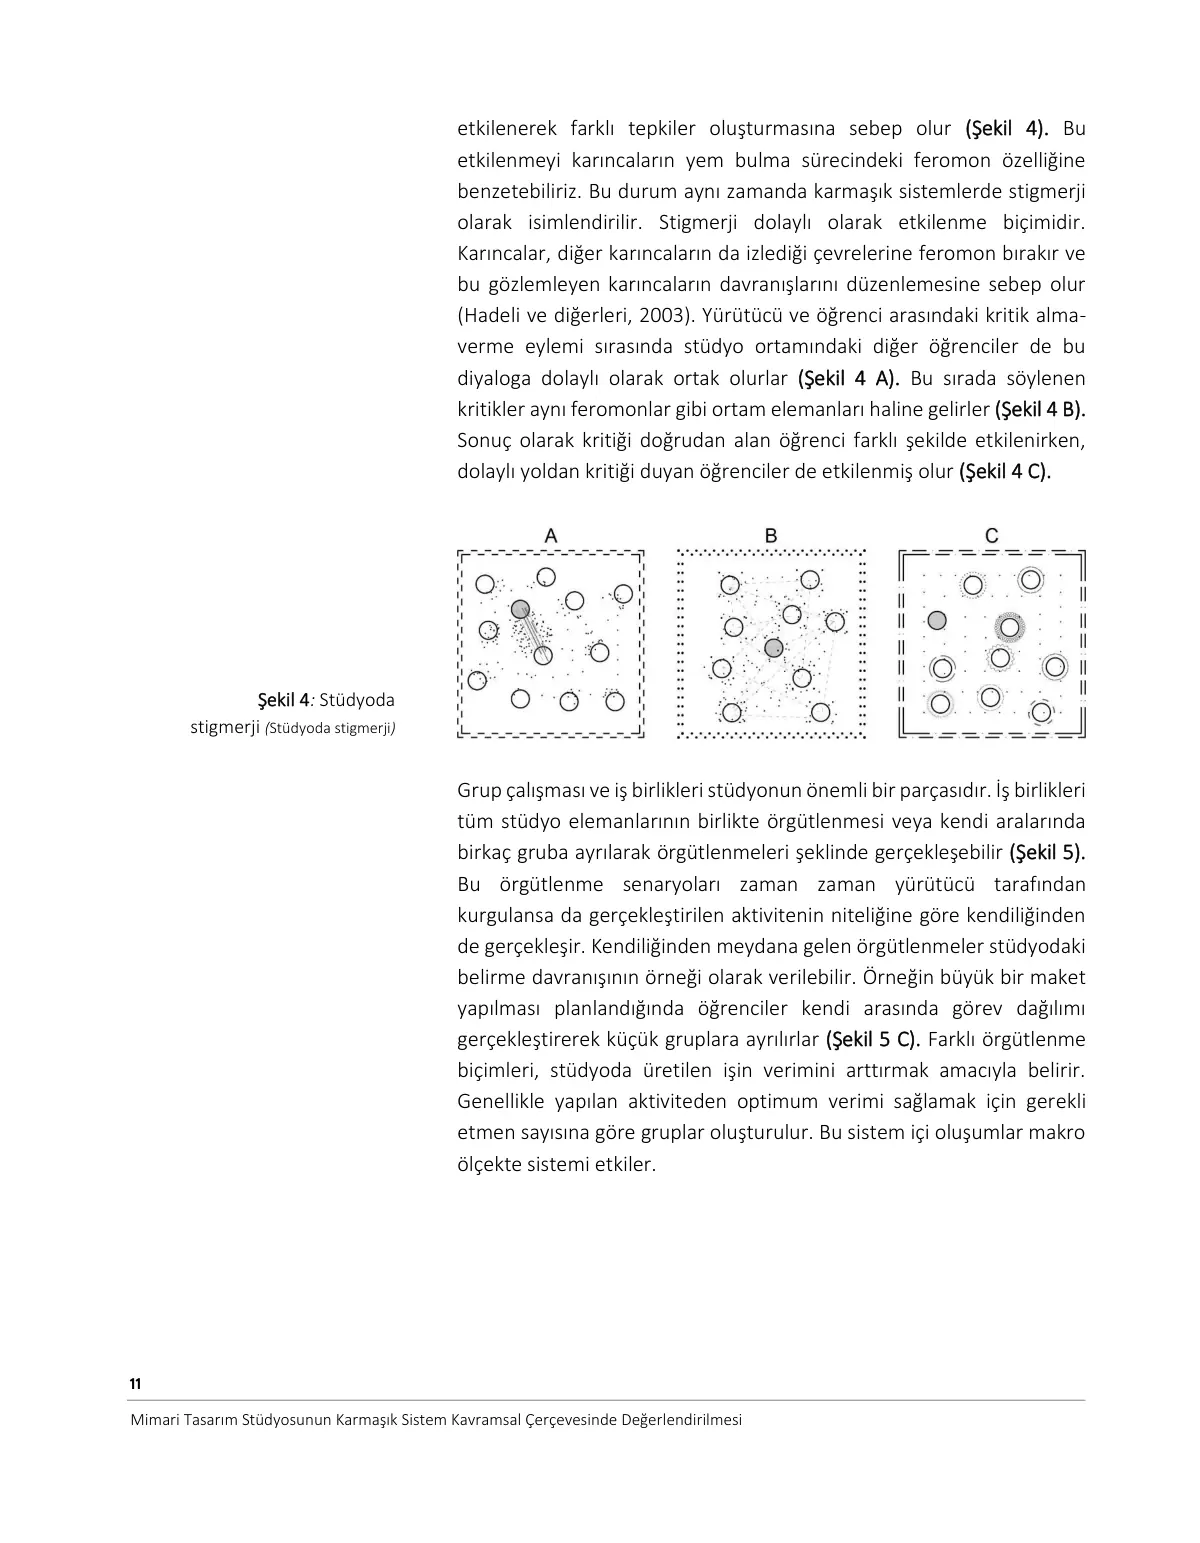 etkilenerek farklı tepkiler oluşturmasına sebep olur (Şekil 4). Bu
etkilenmeyi karıncaların yem bulma sürecindeki feromon özelliğine
benzetebiliriz. Bu durum aynı zamanda karmaşık sistemlerde stigmerji
olarak isimlendirilir. Stigmerji dolaylı olarak etkilenme biçimidir.
Karıncalar, diğer karıncaların da izlediği çevrelerine feromon bırakır ve
bu gözlemleyen karıncaların davranışlarını düzenlemesine sebep olur
(Hadeli ve diğerleri, 2003). Yürütücü ve öğrenci arasındaki kritik alma-
verme eylemi sırasında stüdyo ortamındaki diğer öğrenciler de bu
diyaloga dolaylı olarak ortak olurlar (Şekil 4 A). Bu sırada söylenen
kritikler aynı feromonlar gibi ortam elemanları haline gelirler (Şekil 4 B).
Sonuç olarak kritiği doğrudan alan öğrenci farklı şekilde etkilenirken,
dolaylı yoldan kritiği duyan öğrenciler de etkilenmiş olur (Şekil 4 C).
A B C
Şekil 4: Stüdyoda
stigmerji (Stüdyoda stigmerji)
Grup çalışması ve iş birlikleri stüdyonun önemli bir parçasıdır. İş birlikleri
tüm stüdyo elemanlarının birlikte örgütlenmesi veya kendi aralarında
birkaç gruba ayrılarak örgütlenmeleri şeklinde gerçekleşebilir (Şekil 5).
Bu örgütlenme senaryoları zaman zaman yürütücü tarafından
kurgulansa da gerçekleştirilen aktivitenin niteliğine göre kendiliğinden
de gerçekleşir. Kendiliğinden meydana gelen örgütlenmeler stüdyodaki
belirme davranışının örneği olarak verilebilir. Örneğin büyük bir maket
yapılması planlandığında öğrenciler kendi arasında görev dağılımı
gerçekleştirerek küçük gruplara ayrılırlar (Şekil 5 C). Farklı örgütlenme
biçimleri, stüdyoda üretilen işin verimini arttırmak amacıyla belirir.
Genellikle yapılan aktiviteden optimum verimi sağlamak için gerekli
etmen sayısına göre gruplar oluşturulur. Bu sistem içi oluşumlar makro
ölçekte sistemi etkiler.
11
Mimari Tasarım Stüdyosunun Karmaşık Sistem Kavramsal Çerçevesinde Değerlendirilmesi